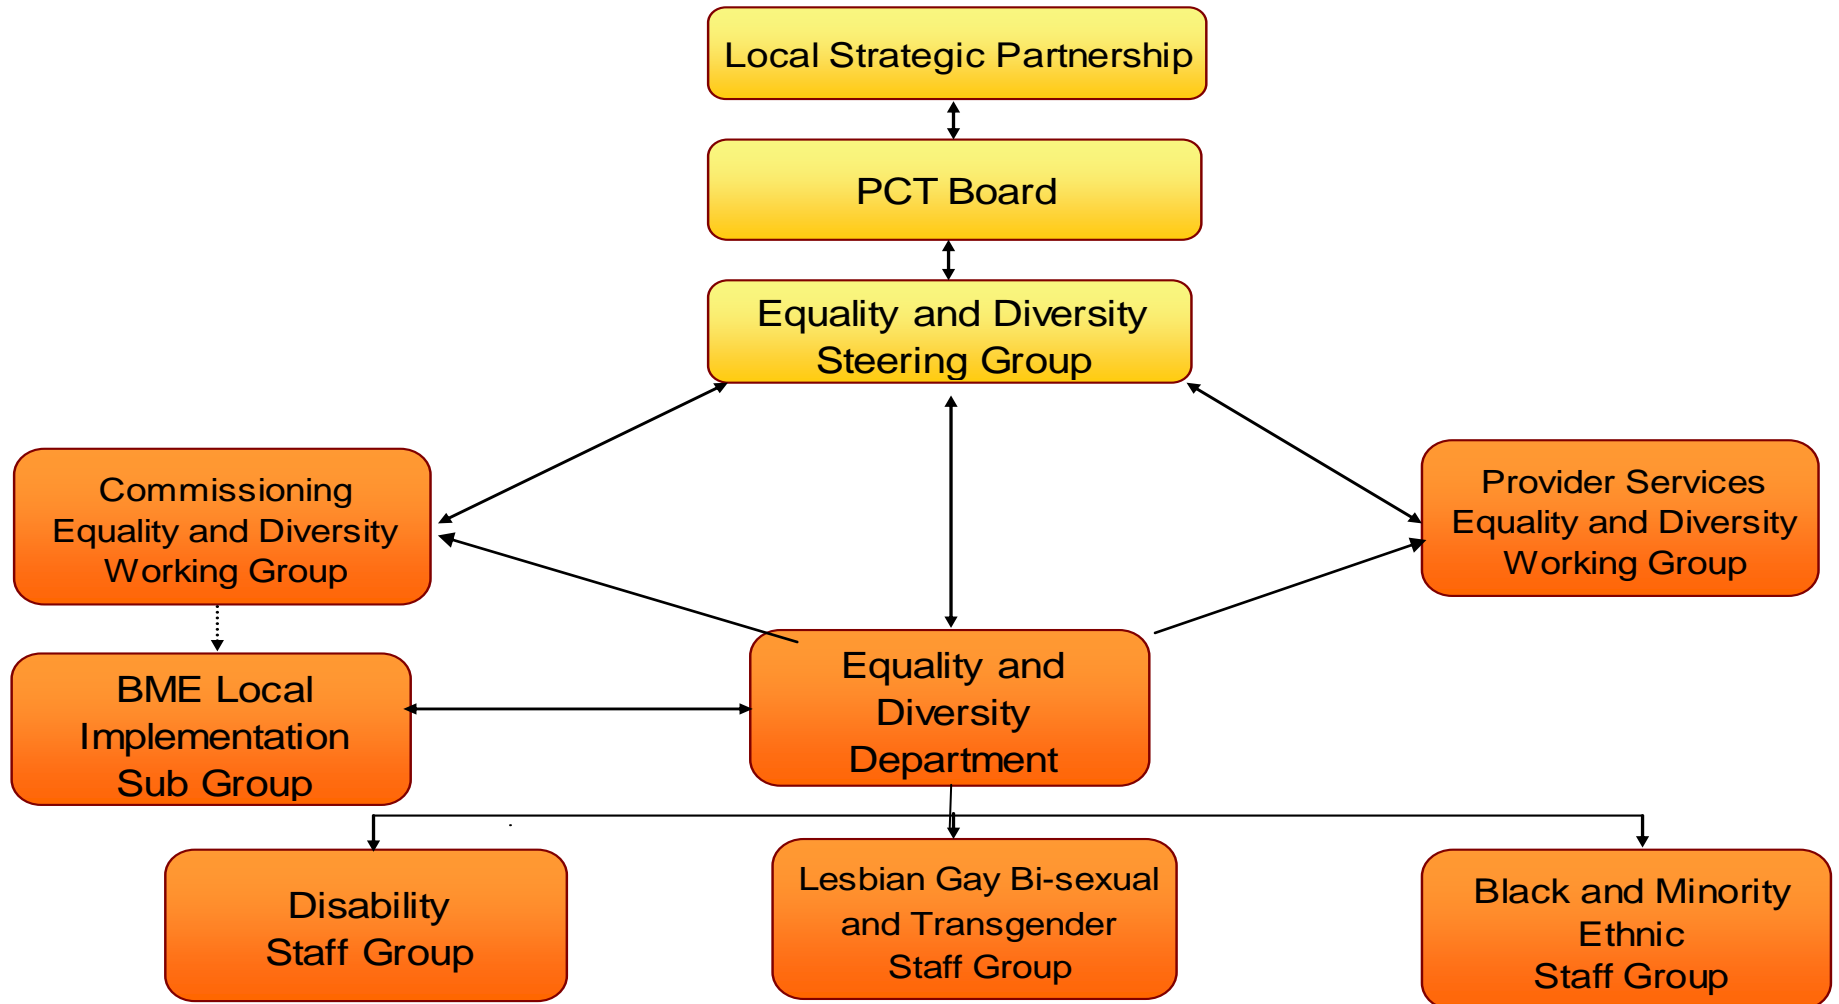 Local Strategic Partnership
PCT Board
Equality and Diversity
Steering Group
Commissioning
Equality and Diversity
Working Group
Provider Services
Equality and Diversity
Working Group
BME Local
Implementation
Sub Group
Equality and
Diversity
Department
Disability
Staff Group
Lesbian Gay Bi-sexual
and Transgender
Staff Group
Black and Minority
Ethnic
Staff Group